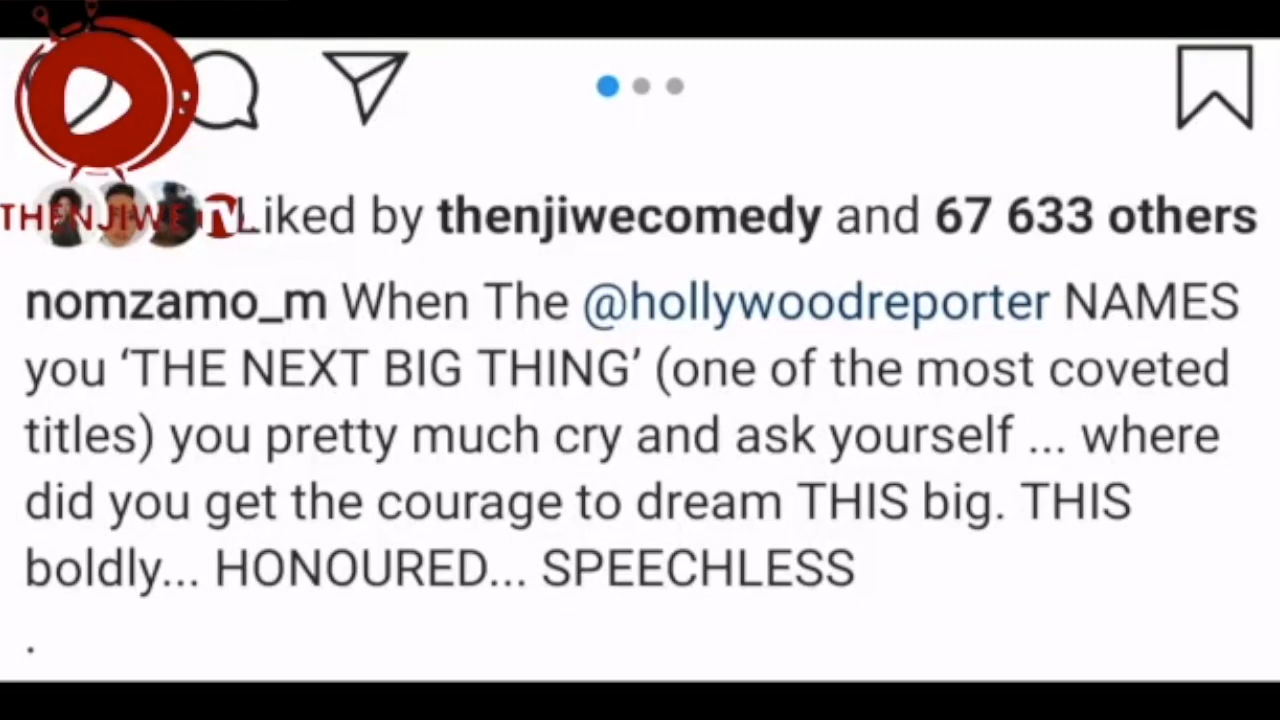 THENJIWE TV
Liked by thenjiwecomedy and 67 633 others
nomzamo_m When The @hollywoodreporter NAMES
you ‘THE NEXT BIG THING’ (one of the most coveted
titles) you pretty much cry and ask yourself ... where
did you get the courage to dream THIS big. THIS
boldly... HONOURED... SPEECHLESS
.